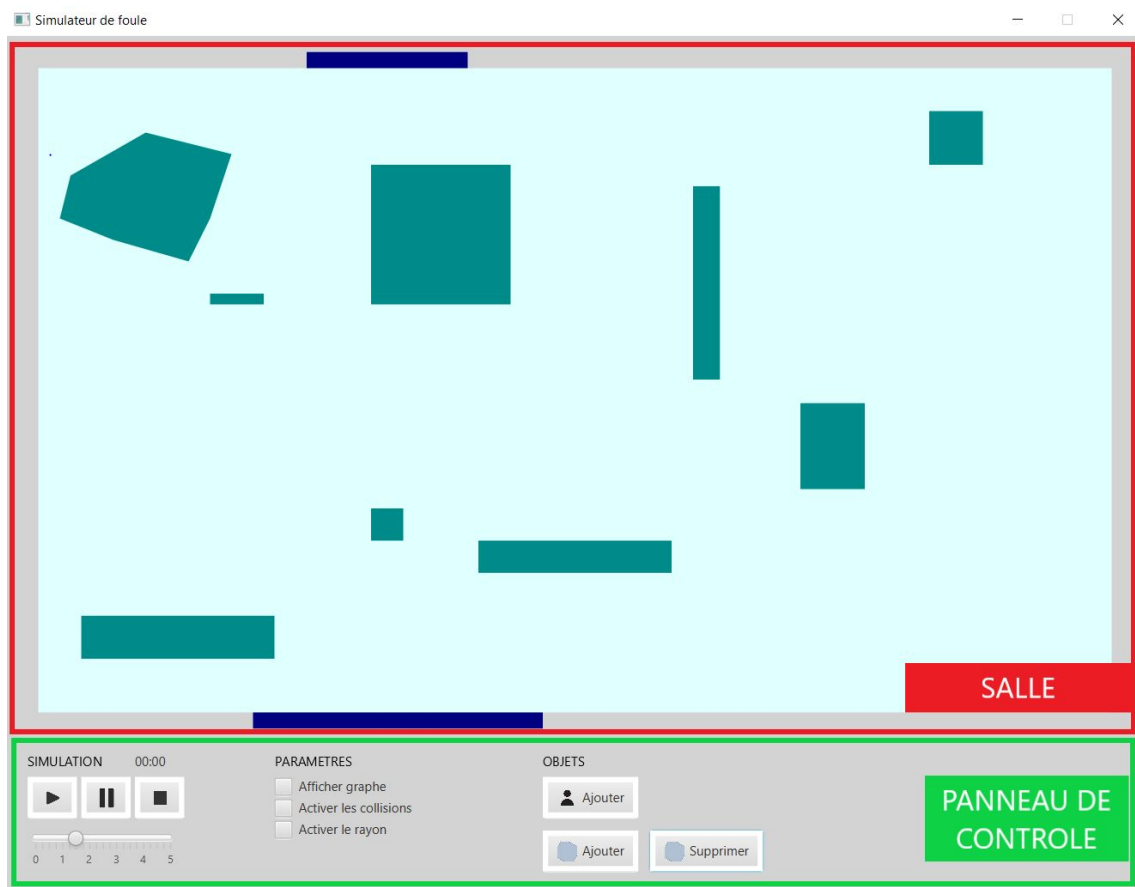 Simulateur de foule
SALLE
SIMULATION 00:00
PARAMETRES
OBJETS
Afficher graphe
Activer les collisions
Activer le rayon
Ajouter
Ajouter
Supprimer
0 1 2 3 4 5
PANNEAU DE
CONTROLE